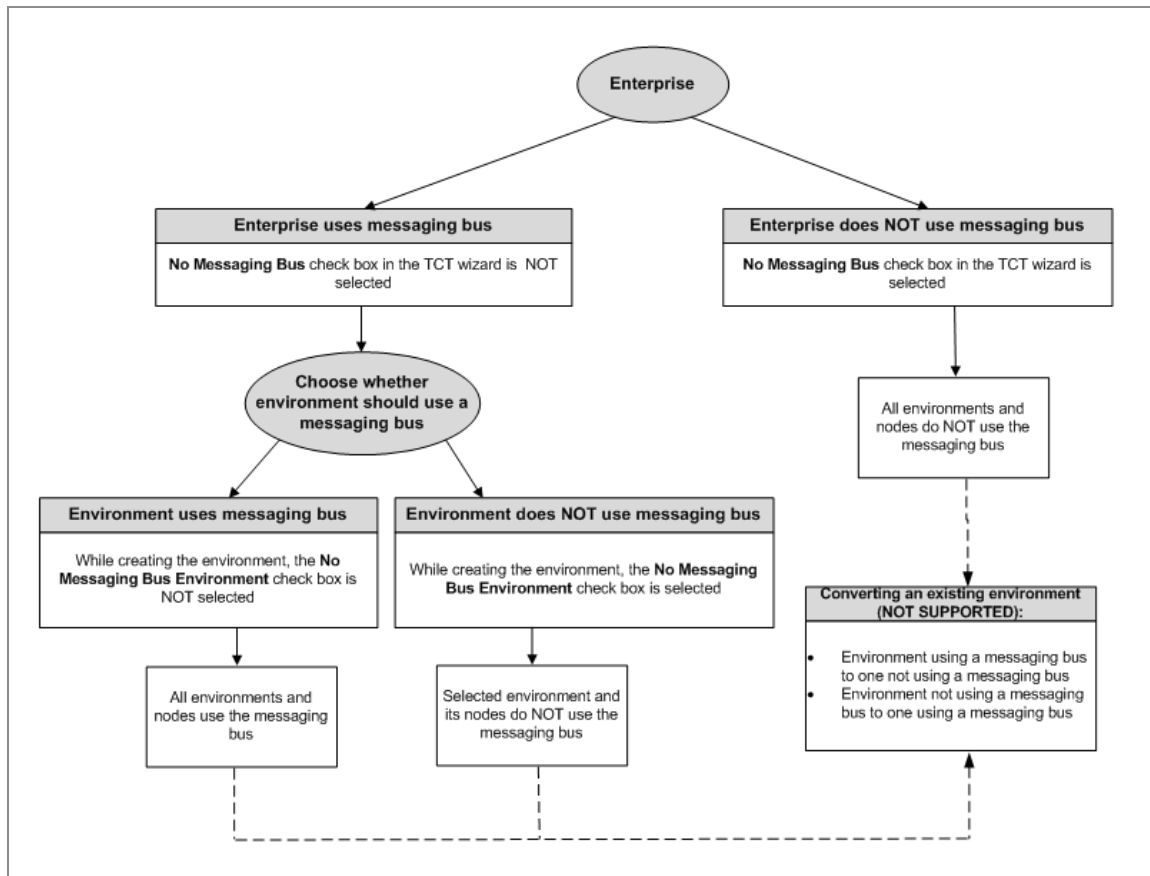 Enterprise
Enterprise uses messaging bus
No Messaging Bus check box in the TCT wizard is NOT
selected
Enterprise does NOT use messaging bus
No Messaging Bus check box in the TCT wizard is
selected
Choose whether
environment should use a
messaging bus
All environments and
nodes do NOT use the
messaging bus
Environment uses messaging bus
While creating the environment, the No
Messaging Bus Environment check box is
NOT selected
Environment does NOT use messaging bus
While creating the environment, the No Messaging
Bus Environment check box is selected
Converting an existing environment
(NOT SUPPORTED):
• Environment using a messaging bus
to one not using a messaging bus
• Environment not using a messaging
bus to one using a messaging bus
All environments and
nodes use the messaging
bus
Selected environment and
its nodes do NOT use the
messaging bus